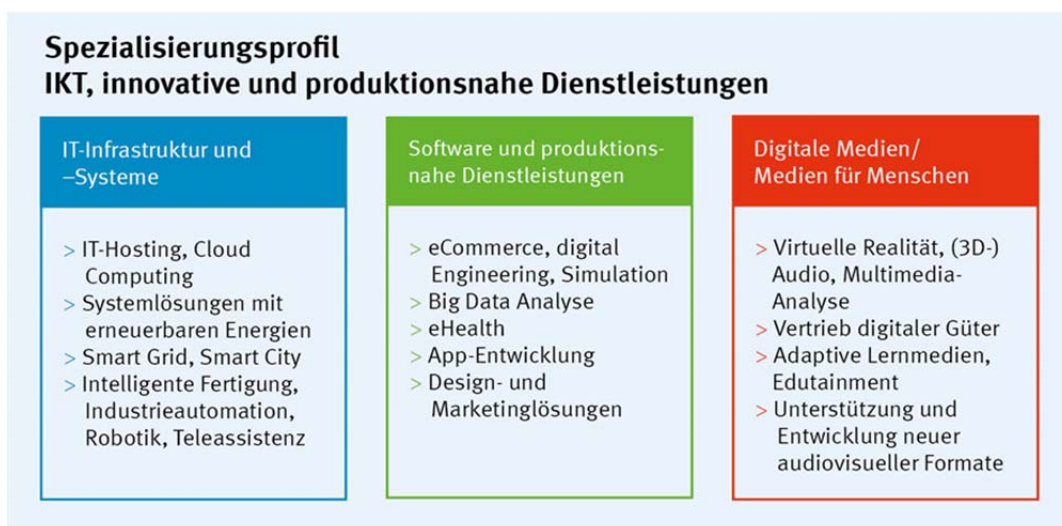 Spezialisierungsprofil
IKT, innovative und produktionsnahe Dienstleistungen
IT-Infrastruktur und
–Systeme
> IT-Hosting, Cloud
Computing
> Systemlösungen mit
erneuerbaren Energien
> Smart Grid, Smart City
> Intelligente Fertigung,
Industrieautomation,
Robotik, Teleassistenz
Software und produktions-
nahe Dienstleistungen
> eCommerce, digital
Engineering, Simulation
> Big Data Analyse
> eHealth
> App-Entwicklung
> Design- und
Marketinglösungen
Digitale Medien/
Medien für Menschen
> Virtuelle Realität, (3D-)
Audio, Multimedia-
Analyse
> Vertrieb digitaler Güter
> Adaptive Lernmedien,
Edutainment
> Unterstützung und
Entwicklung neuer
audiovisueller Formate